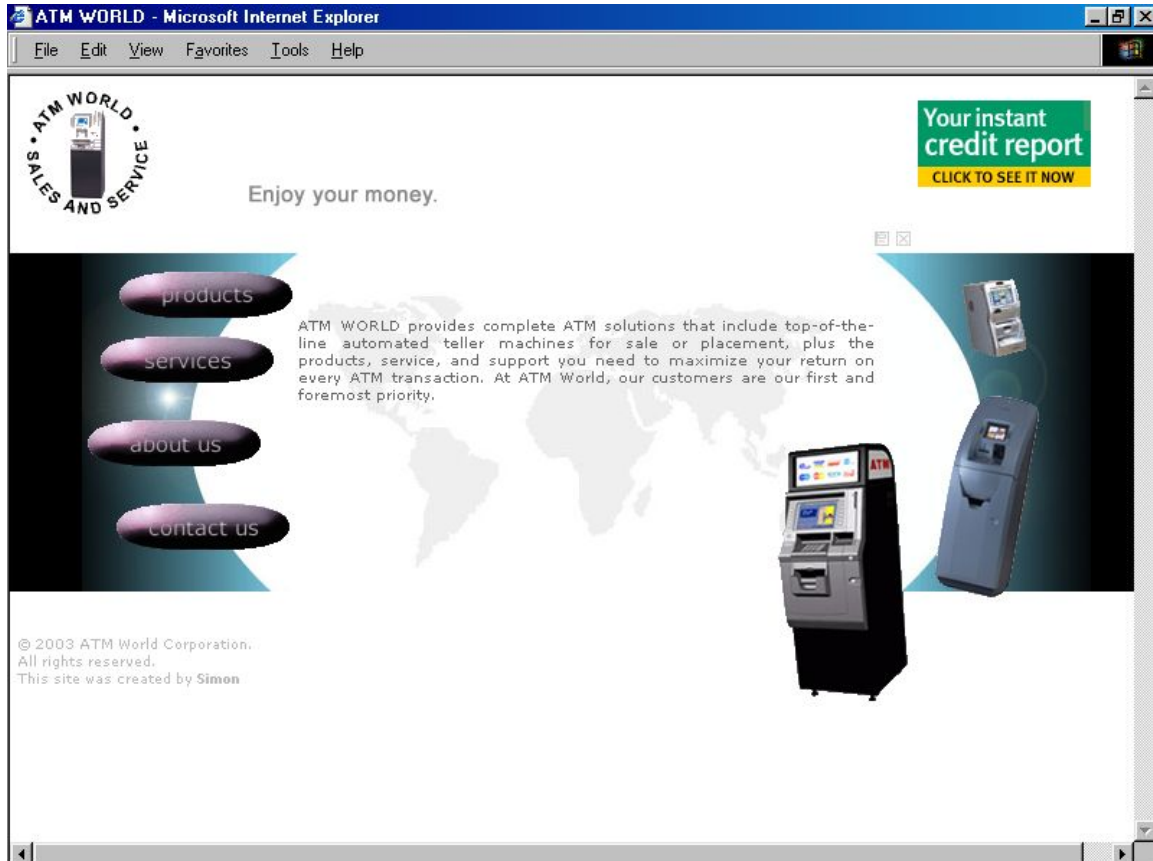 ATM WORLD - Microsoft Internet Explorer
File Edit View Favorites Tools Help
• ATM WORLD •
SALES AND SERVICE
Enjoy your money.
Your instant
credit report
CLICK TO SEE IT NOW
products
services
about us
contact us
ATM WORLD provides complete ATM solutions that include top-of-the-
line automated teller machines for sale or placement, plus the
products, service, and support you need to maximize your return on
every ATM transaction. At ATM World, our customers are our first and
foremost priority.
ATM
© 2003 ATM World Corporation.
All rights reserved.
This site was created by Simon